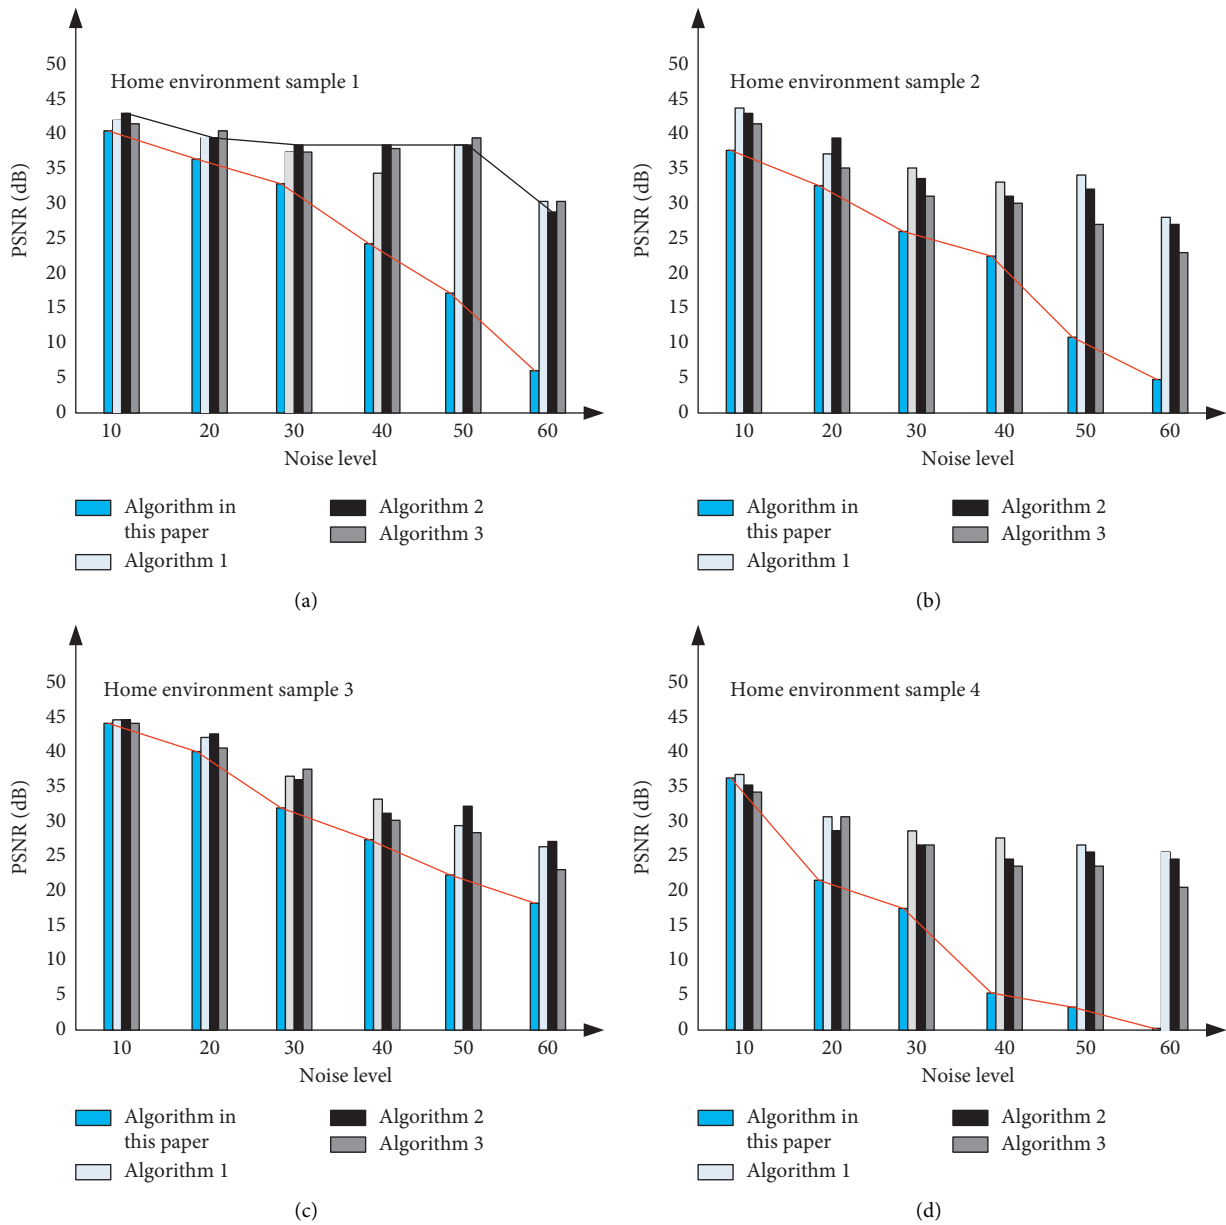 Home environment sample 1
PSNR (dB)
50
45
40
35
30
25
20
15
10
5
0
10 20 30 40 50 60
Noise level
Algorithm in
this paper
Algorithm 1
Algorithm 2
Algorithm 3
(a)
Home environment sample 2
PSNR (dB)
50
45
40
35
30
25
20
15
10
5
0
10 20 30 40 50 60
Noise level
Algorithm in
this paper
Algorithm 1
Algorithm 2
Algorithm 3
(b)
Home environment sample 3
PSNR (dB)
50
45
40
35
30
25
20
15
10
5
0
10 20 30 40 50 60
Noise level
Algorithm in
this paper
Algorithm 1
Algorithm 2
Algorithm 3
(c)
Home environment sample 4
PSNR (dB)
50
45
40
35
30
25
20
15
10
5
0
10 20 30 40 50 60
Noise level
Algorithm in
this paper
Algorithm 1
Algorithm 2
Algorithm 3
(d)